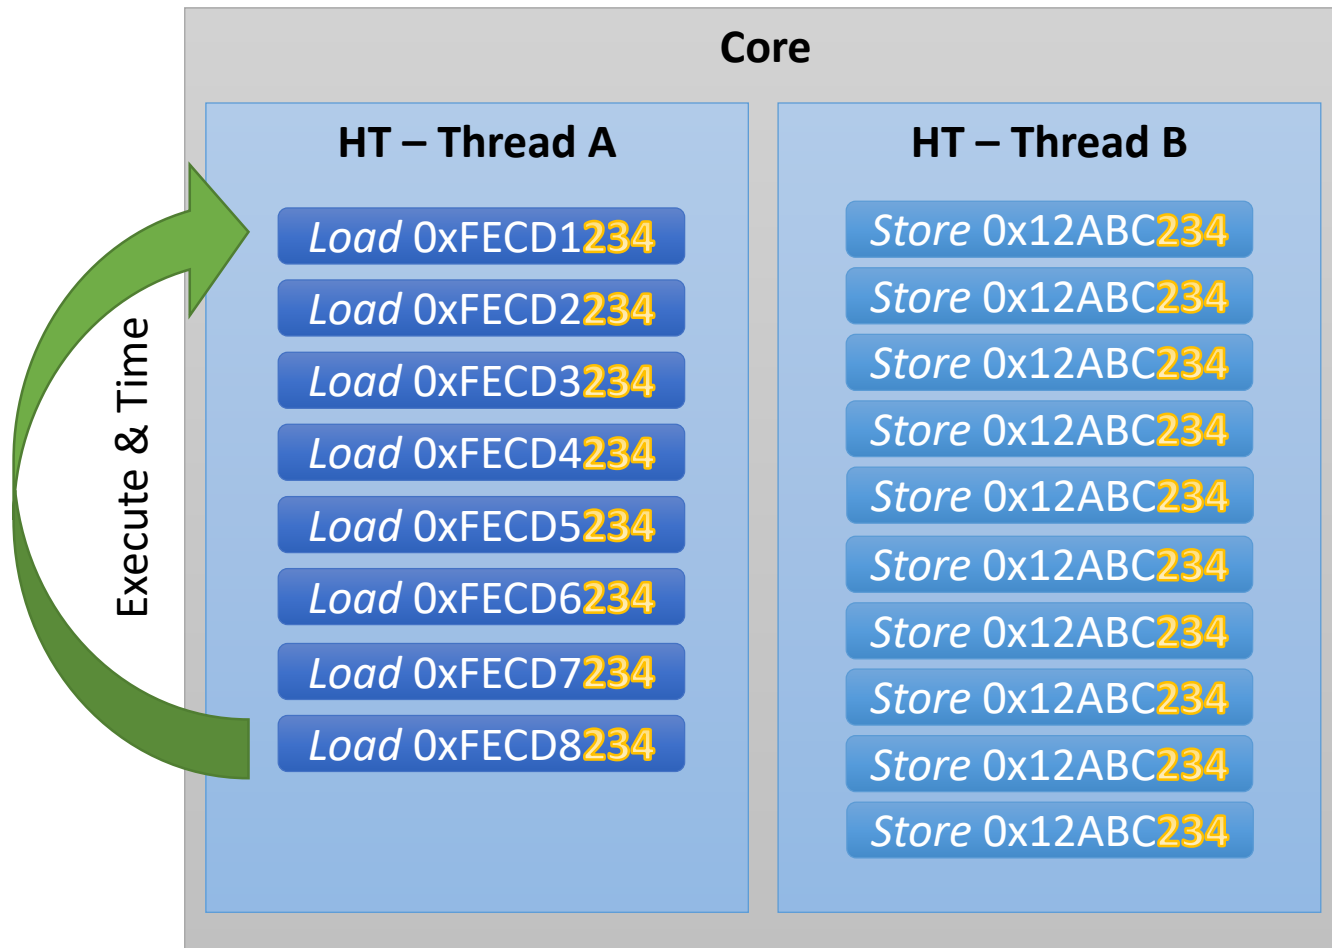 Core
HT – Thread A
Load 0xFECD1234
Load 0xFECD2234
Load 0xFECD3234
Load 0xFECD4234
Load 0xFECD5234
Load 0xFECD6234
Load 0xFECD7234
Load 0xFECD8234
Execute & Time
HT – Thread B
Store 0x12ABC234
Store 0x12ABC234
Store 0x12ABC234
Store 0x12ABC234
Store 0x12ABC234
Store 0x12ABC234
Store 0x12ABC234
Store 0x12ABC234
Store 0x12ABC234
Store 0x12ABC234